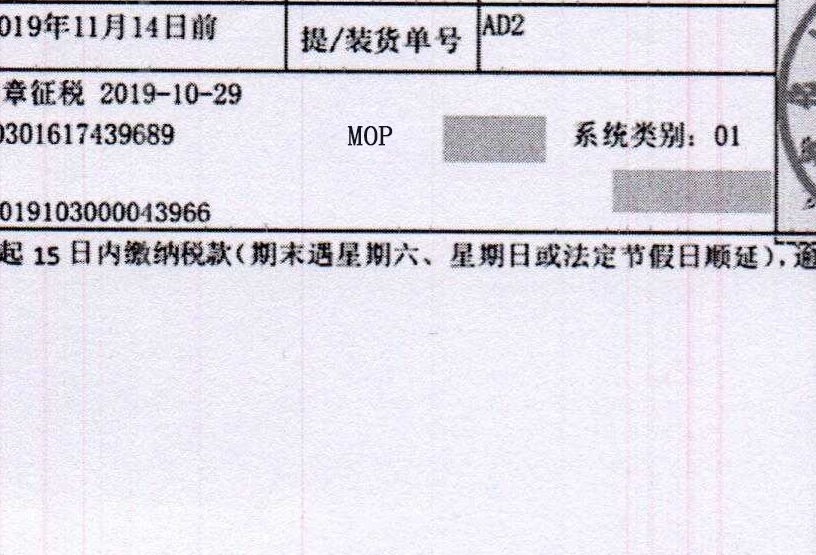 019年11月14日前 提/装货单号 AD2
章征税 2019-10-29
0301617439689 MOP 系统类别：01
0191103000043966
起 15 日内缴纳税款(期末遇星期六、星期日或法定节假日顺延),逾